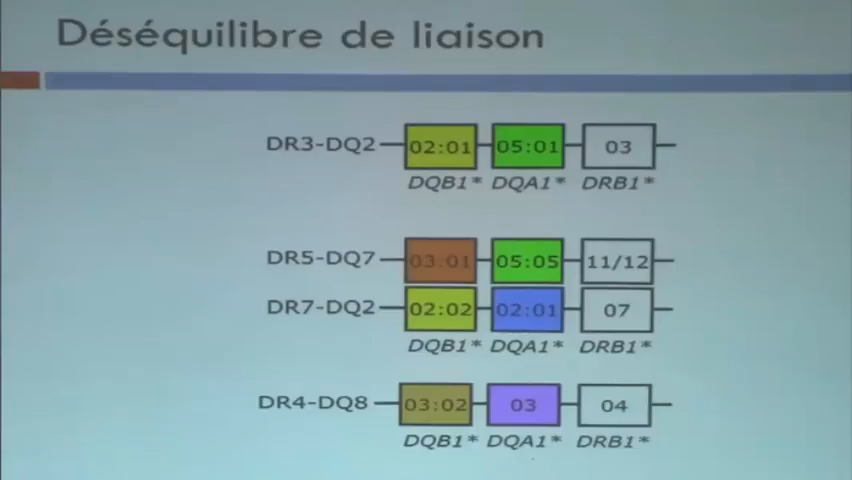 Déséquilibre de liaison
DR3-DQ2 02:01 05:01 03
DQB1* DQA1* DRB1*
DR5-DQ7 03:01 05:05 11/12
DR7-DQ2 02:02 02:01 07
DQB1* DQA1* DRB1*
DR4-DQ8 03:02 03 04
DQB1* DQA1* DRB1*